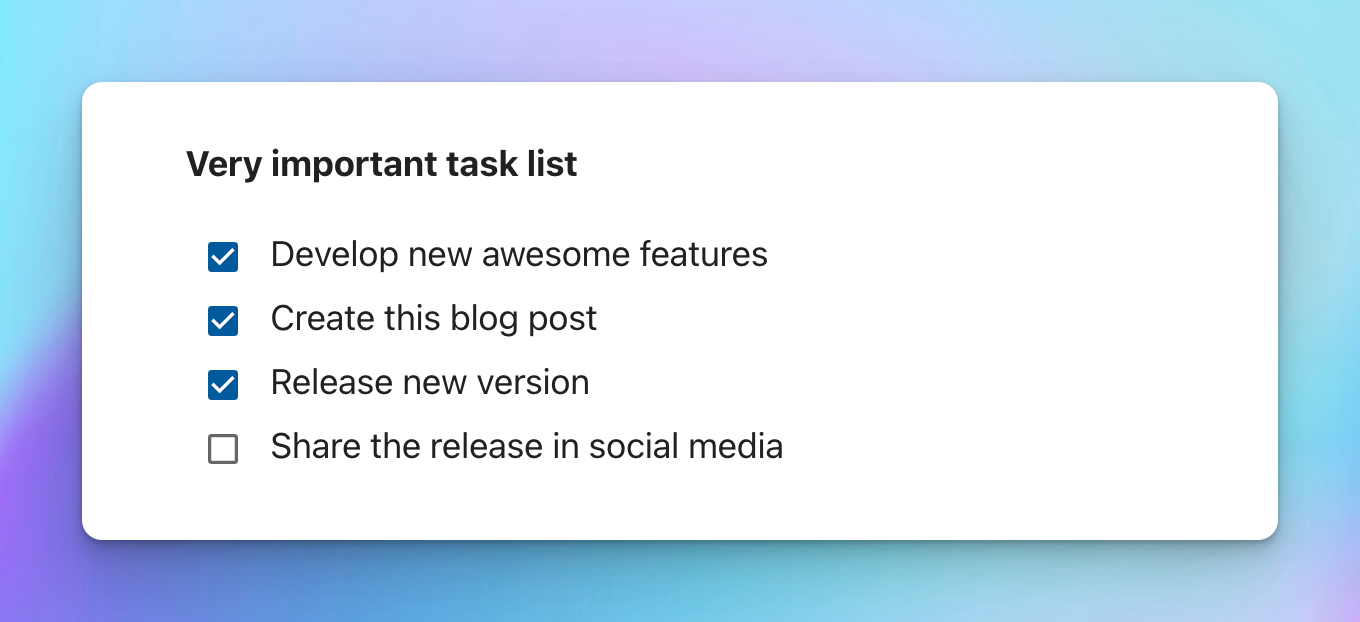 Very important task list
Develop new awesome features
Create this blog post
Release new version
Share the release in social media